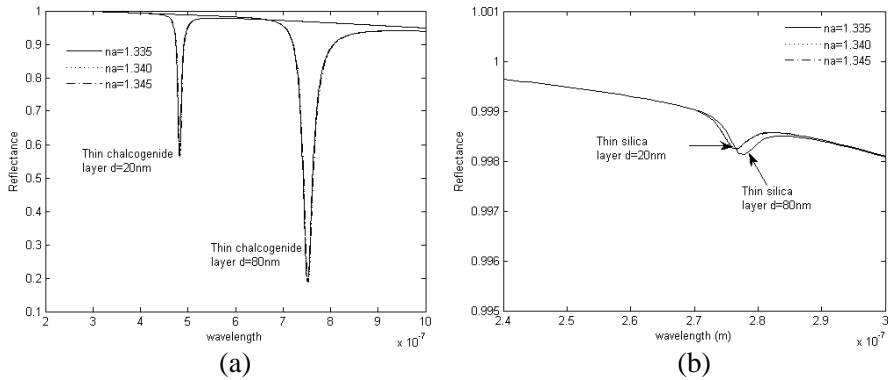 1
0.9
0.8
0.7
0.6
0.5
0.4
0.3
0.2
0.1
Reflectance
na=1.335
na=1.340
na=1.345
Thin chalcogenide
layer d=20nm
Thin chalcogenide
layer d=80nm
2 3 4 5 6 7 8 9 10
wavelength
x 10⁻⁷
(a)
1.001
1
0.999
0.998
0.997
0.996
0.995
Reflectance
na=1.335
na=1.340
na=1.345
Thin silica
layer d=20nm
Thin silica
layer d=80nm
2.4 2.5 2.6 2.7 2.8 2.9 3
wavelength (m)
x 10⁻⁷
(b)